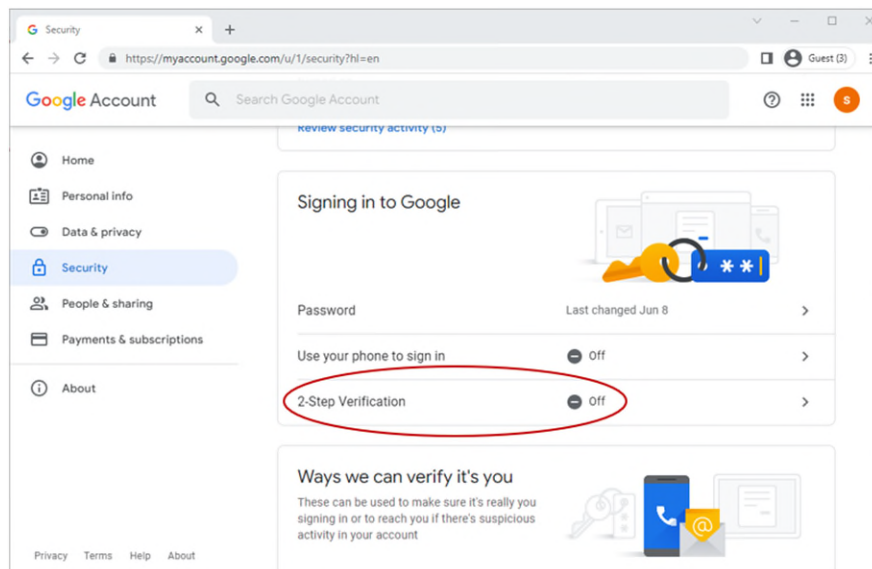 Security
https://myaccount.google.com/u/1/security?hl=en
Guest (3)
Google Account
Search Google Account
S
Review security activity (5)
Home
Personal info
Data & privacy
Security
People & sharing
Payments & subscriptions
About
Signing in to Google
**
Password Last changed Jun 8
Use your phone to sign in Off
2-Step Verification Off
Ways we can verify it's you
These can be used to make sure it's really you
signing in or to reach you if there's suspicious
activity in your account
@
Privacy Terms Help About